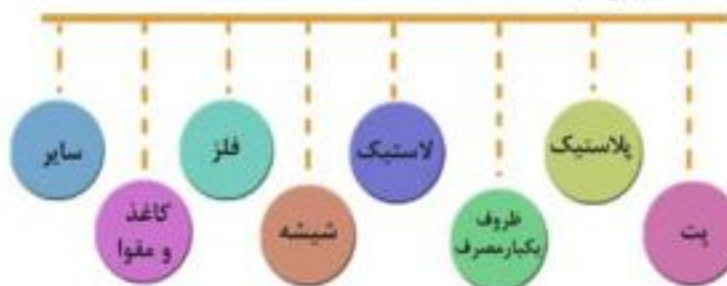 پت
پلاستیک
ظروف
یکبارمصرف
لاستیک
شیشه
فلز
کاغذ
و مقوا
سایر